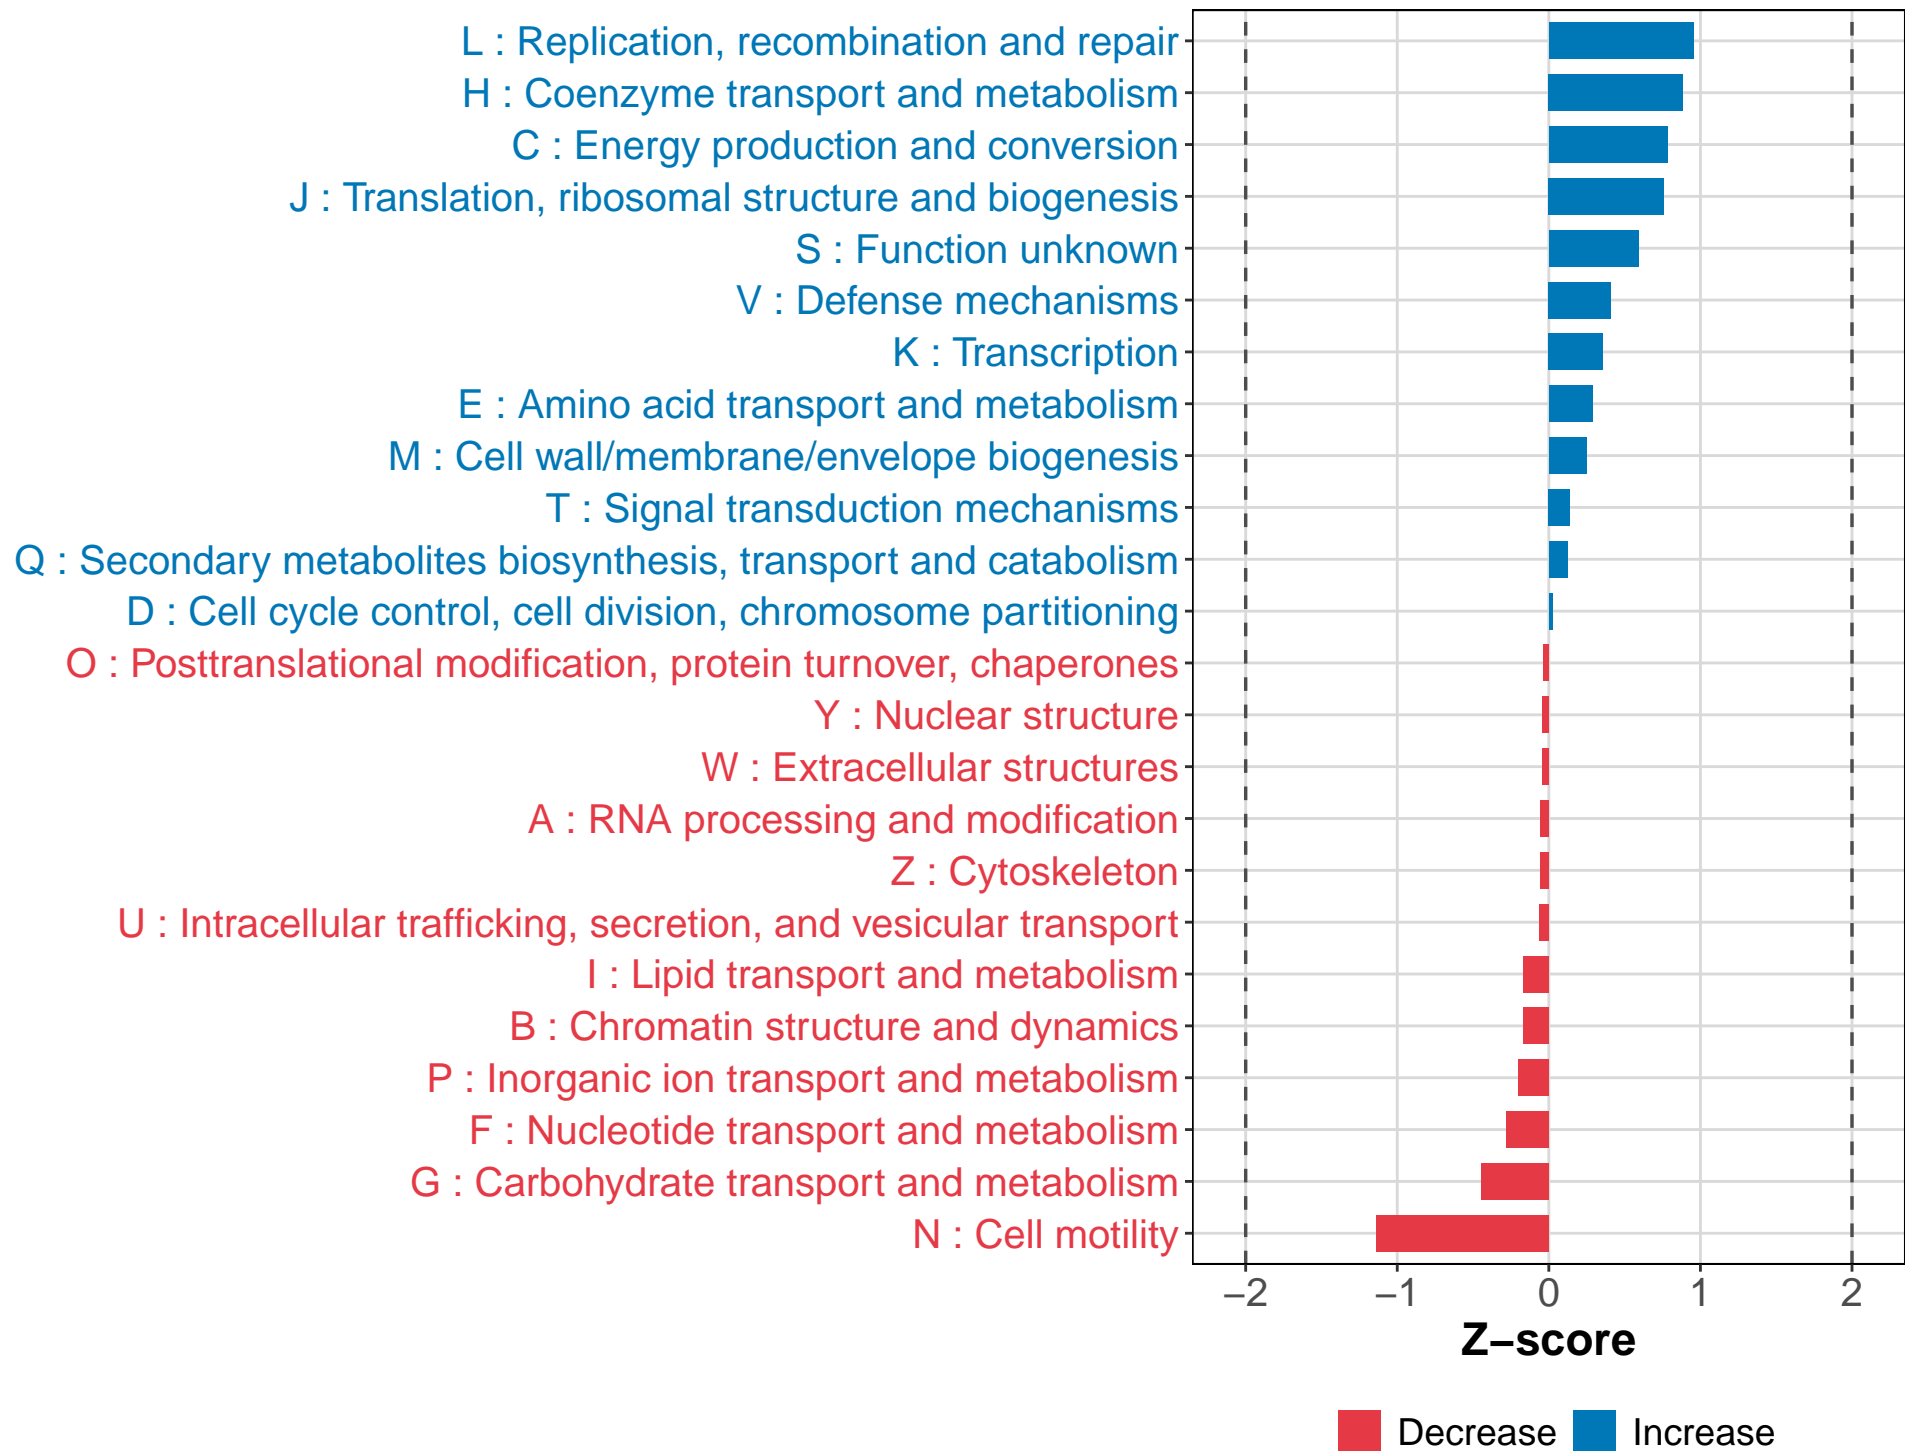 L : Replication, recombination and repair
H : Coenzyme transport and metabolism
C : Energy production and conversion
J : Translation, ribosomal structure and biogenesis
S : Function unknown
V : Defense mechanisms
K : Transcription
E : Amino acid transport and metabolism
M : Cell wall/membrane/envelope biogenesis
T : Signal transduction mechanisms
Q : Secondary metabolites biosynthesis, transport and catabolism
D : Cell cycle control, cell division, chromosome partitioning
O : Posttranslational modification, protein turnover, chaperones
Y : Nuclear structure
W : Extracellular structures
A : RNA processing and modification
Z : Cytoskeleton
U : Intracellular trafficking, secretion, and vesicular transport
I : Lipid transport and metabolism
B : Chromatin structure and dynamics
P : Inorganic ion transport and metabolism
F : Nucleotide transport and metabolism
G : Carbohydrate transport and metabolism
N : Cell motility
−2 −1 0 1 2
Z−score
Decrease Increase